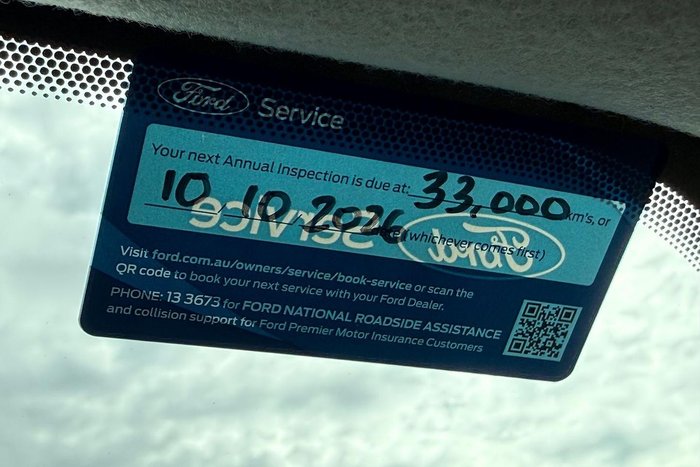 Ford Service
Your next Annual Inspection is due at: 33,000 km's, or
10.10.2026 (whichever comes first)
Service Ford
Visit ford.com.au/owners/service/book-service or scan the
QR code to book your next service with your Ford Dealer.
PHONE: 13 3673 for FORD NATIONAL ROADSIDE ASSISTANCE
and collision support for Ford Premier Motor Insurance Customers